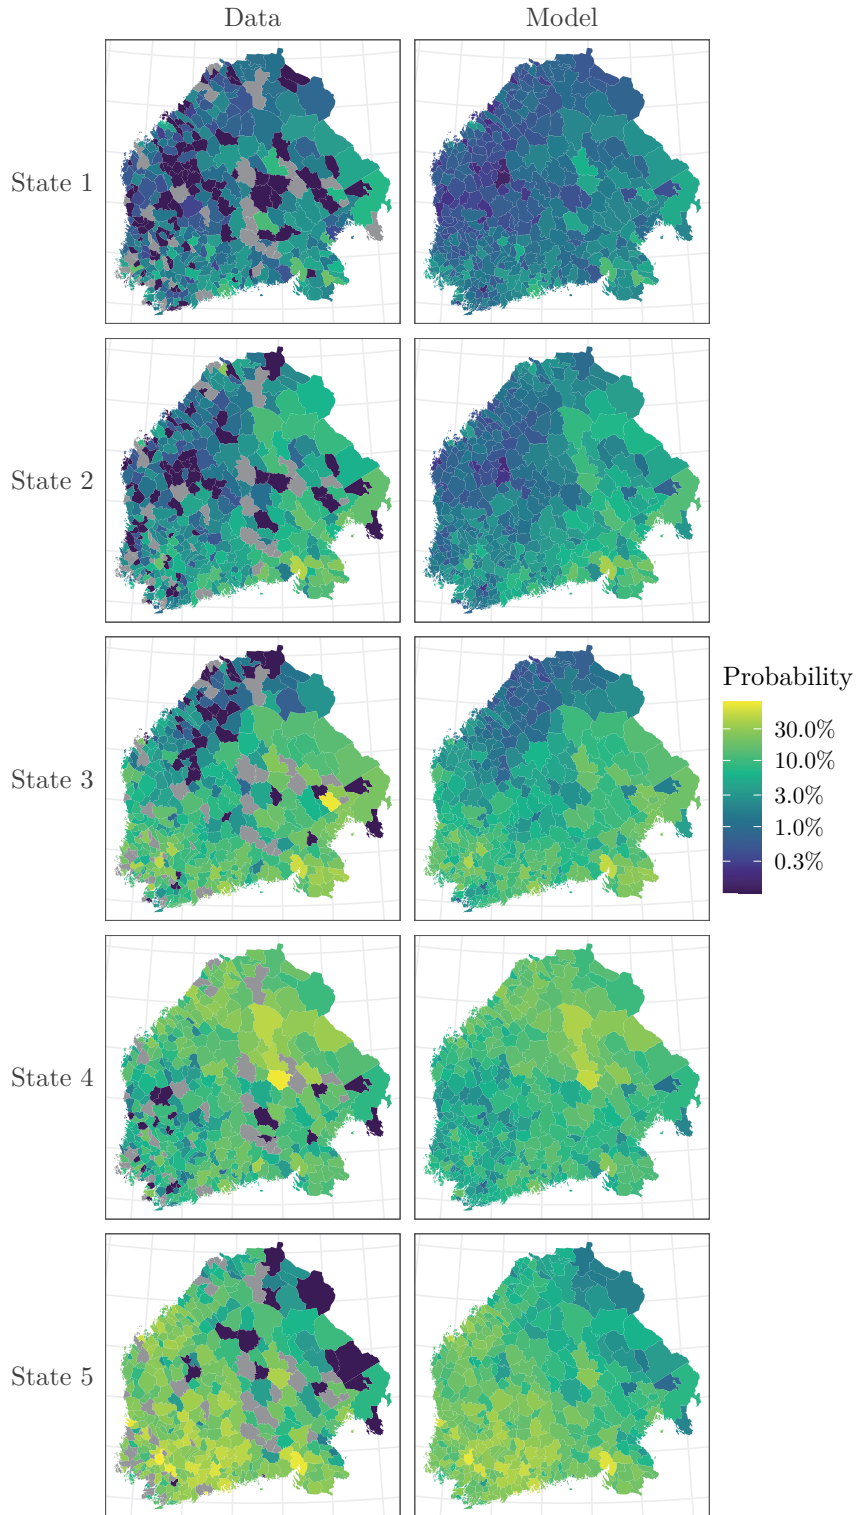 Data Model
State 1
State 2
State 3
State 4
State 5
Probability
30.0%
10.0%
3.0%
1.0%
0.3%